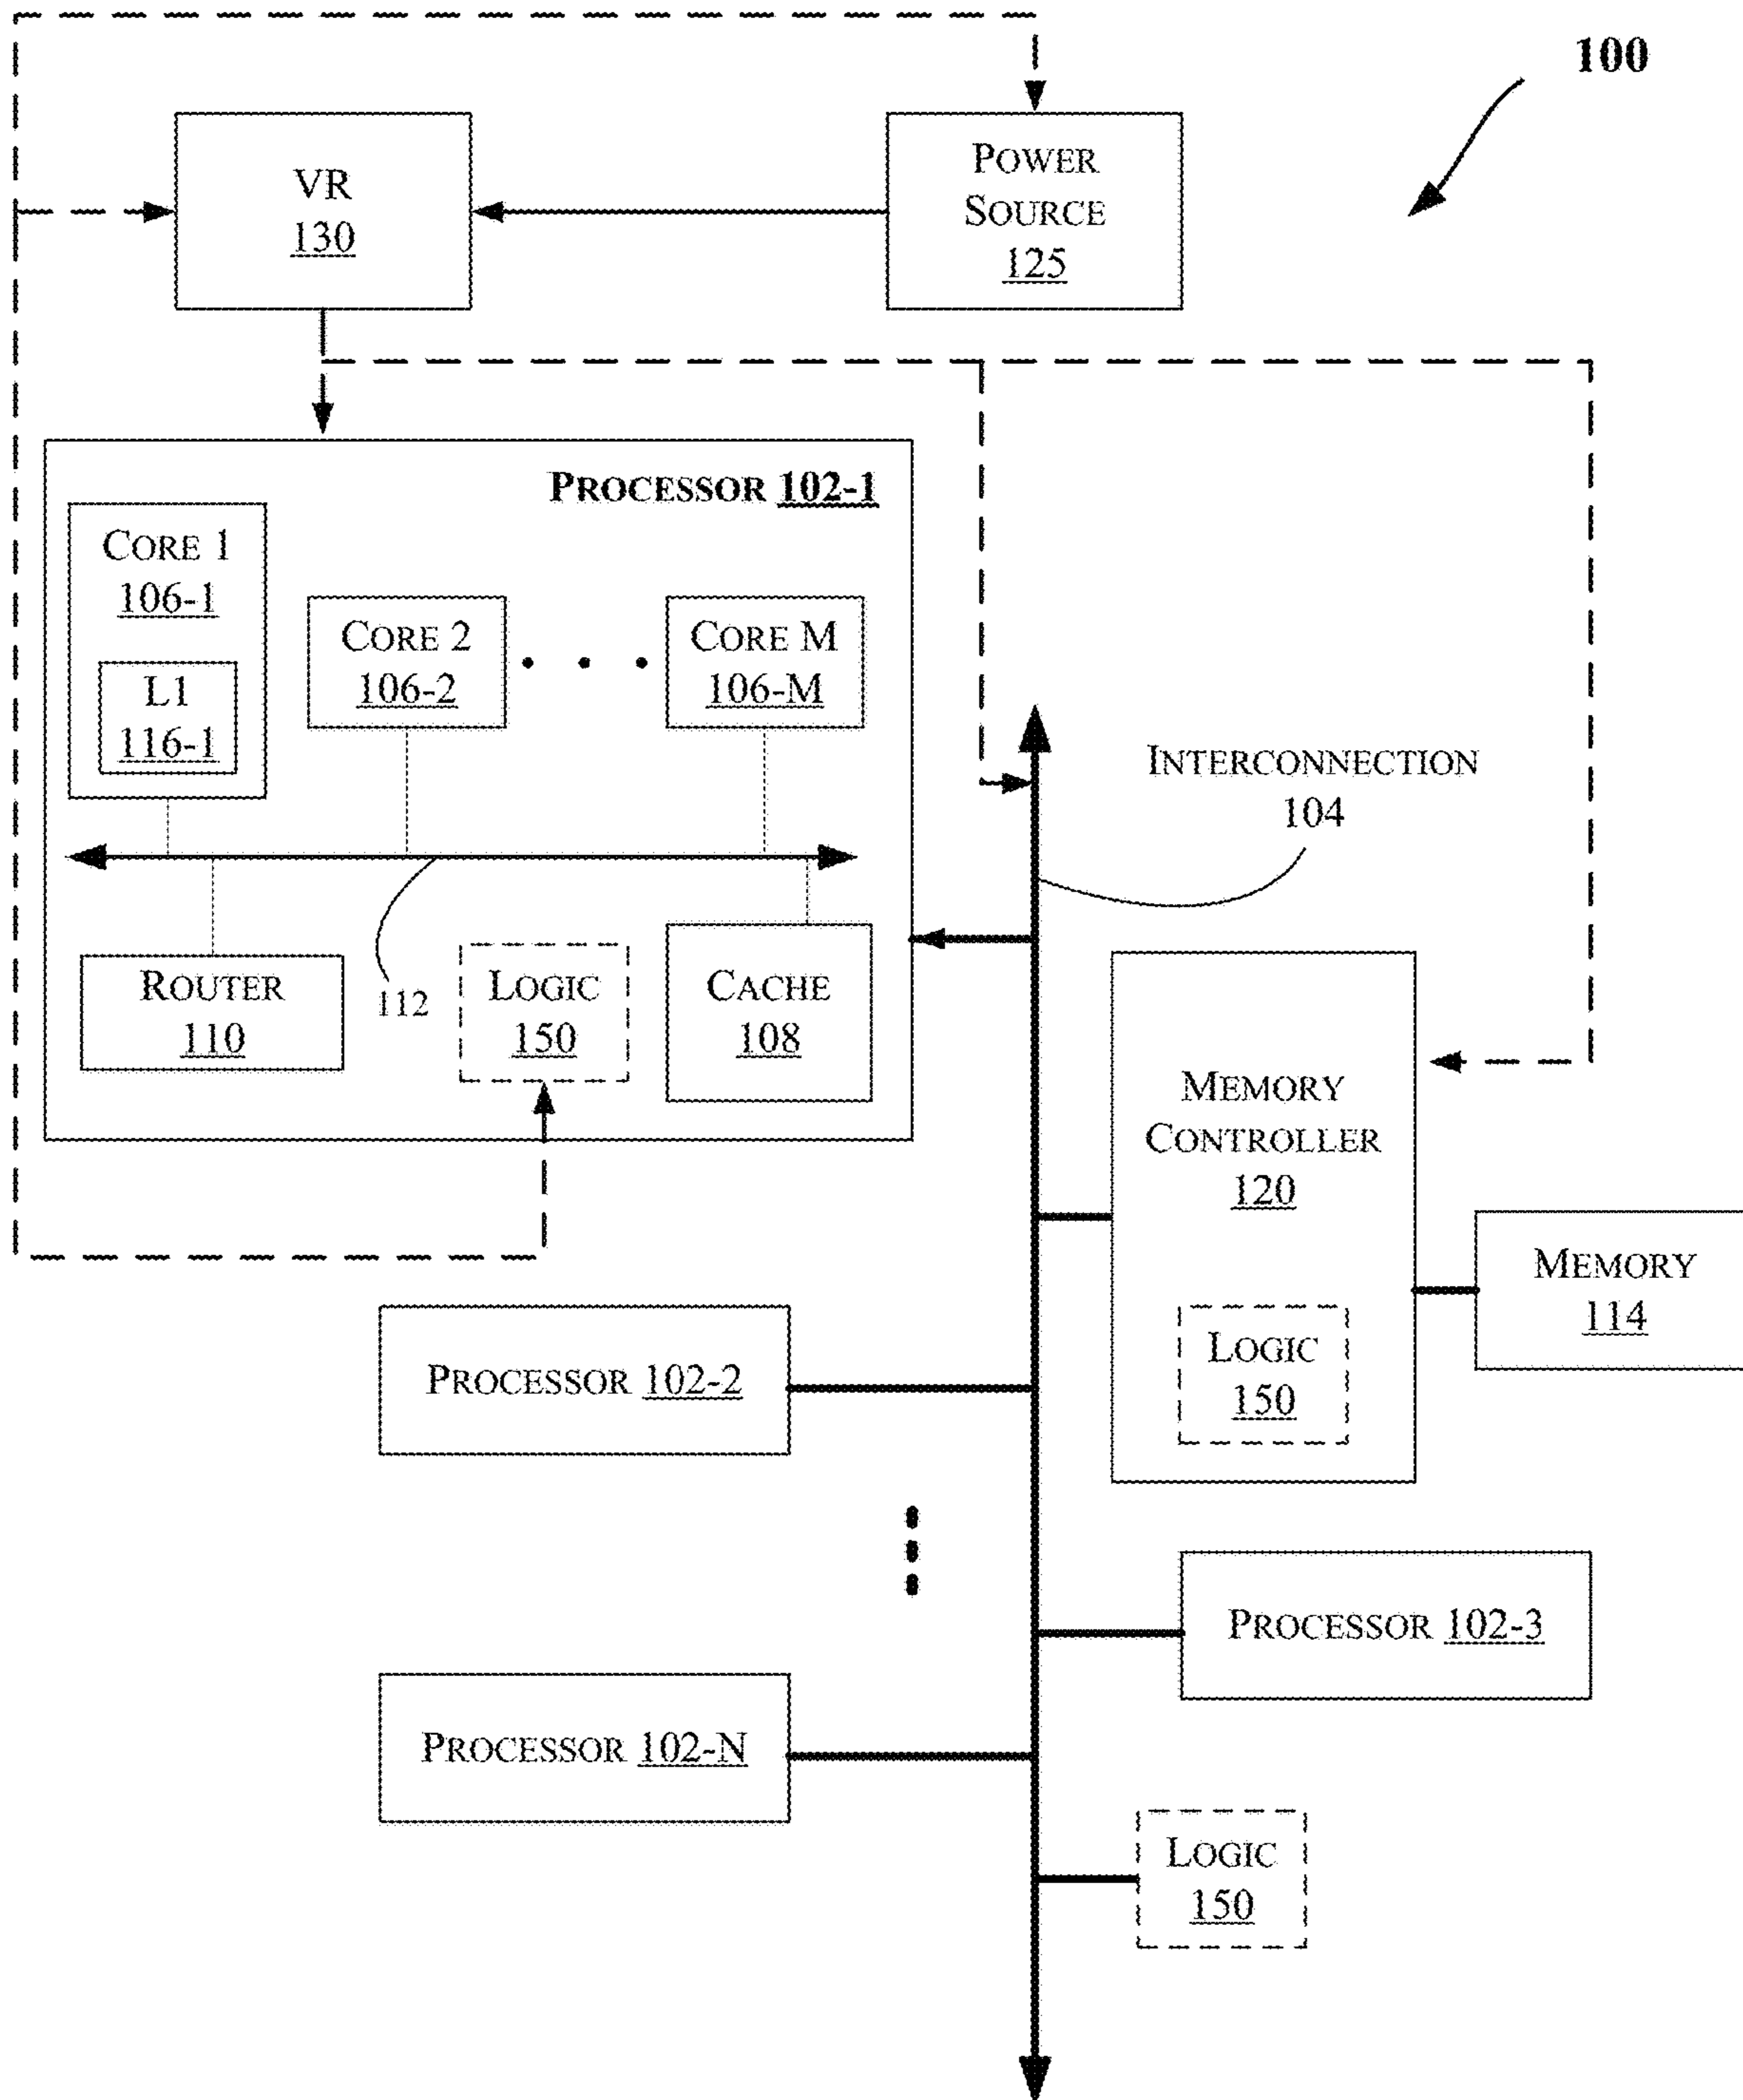 100
VR
130
POWER
SOURCE
125
PROCESSOR 102-1
CORE 1
106-1
L1
116-1
CORE 2
106-2
CORE M
106-M
INTERCONNECTION
104
ROUTER
110
112
LOGIC
150
CACHE
108
MEMORY
CONTROLLER
120
LOGIC
150
MEMORY
114
PROCESSOR 102-2
PROCESSOR 102-3
PROCESSOR 102-N
LOGIC
150